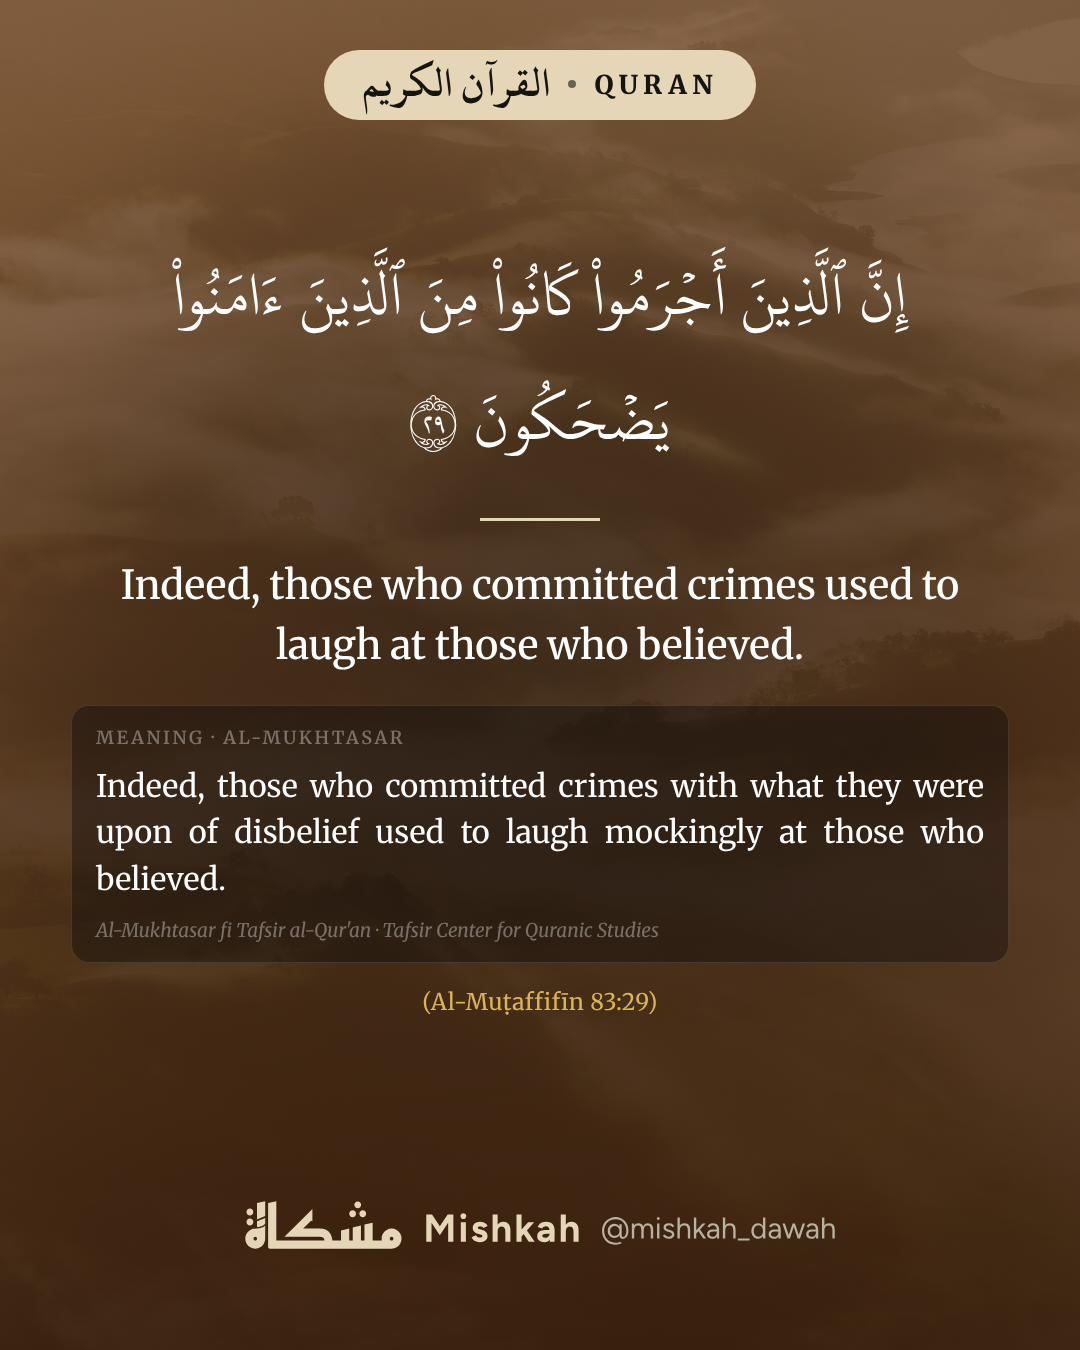 القرآن الكريم • QURAN
إِنَّ ٱلَّذِينَ أَجۡرَمُواْ كَانُواْ مِنَ ٱلَّذِينَ ءَامَنُواْ
يَضۡحَكُونَ ٢٩
Indeed, those who committed crimes used to
laugh at those who believed.
MEANING · AL-MUKHTASAR
Indeed, those who committed crimes with what they were
upon of disbelief used to laugh mockingly at those who
believed.
Al-Mukhtasar fi Tafsir al-Qur'an · Tafsir Center for Quranic Studies
(Al-Muṭaffifīn 83:29)
مشكاة Mishkah @mishkah_dawah